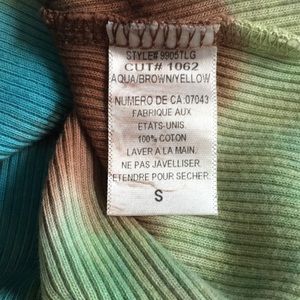 STYLE# 9905TLG
CUT# 1062
AQUA/BROWN/YELLOW
NUMERO DE CA:07043
FABRIQUE AUX
ETATS-UNIS
100% COTON
LAVER A LA MAIN.
NE PAS JAVELLISER.
ETENDRE POUR SECHER.
S